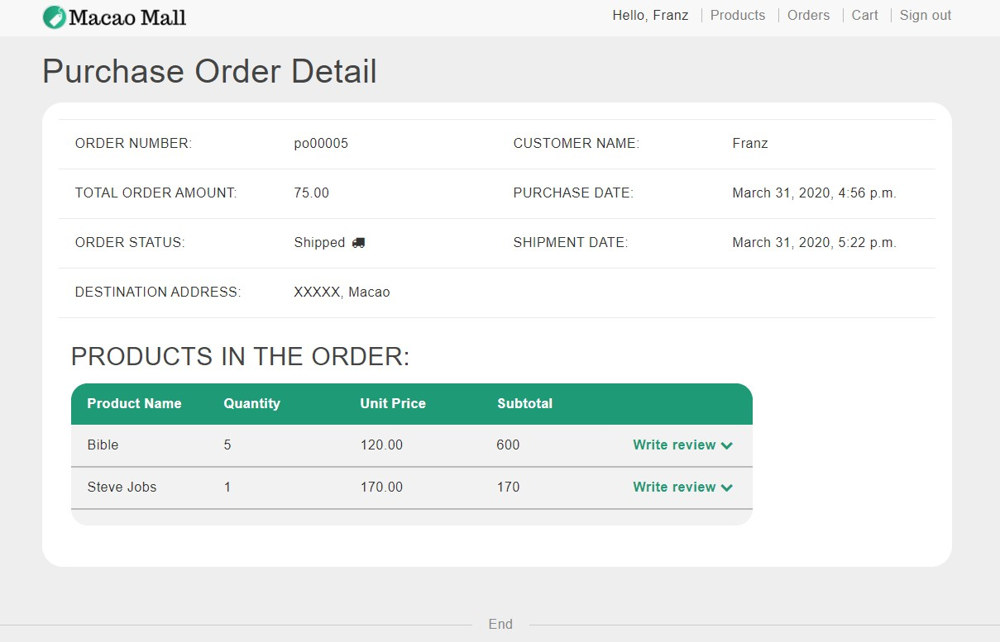 Macao Mall
Hello, Franz Products Orders Cart Sign out
Purchase Order Detail
ORDER NUMBER: po00005 CUSTOMER NAME: Franz
TOTAL ORDER AMOUNT: 75.00 PURCHASE DATE: March 31, 2020, 4:56 p.m.
ORDER STATUS: Shipped SHIPMENT DATE: March 31, 2020, 5:22 p.m.
DESTINATION ADDRESS: XXXXX, Macao
PRODUCTS IN THE ORDER:
Product Name Quantity Unit Price Subtotal
Bible 5 120.00 600 Write review
Steve Jobs 1 170.00 170 Write review
End